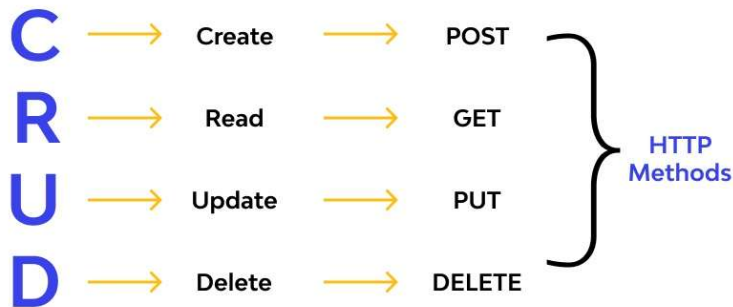 C Create POST
R Read GET
U Update PUT
D Delete DELETE
HTTP
Methods